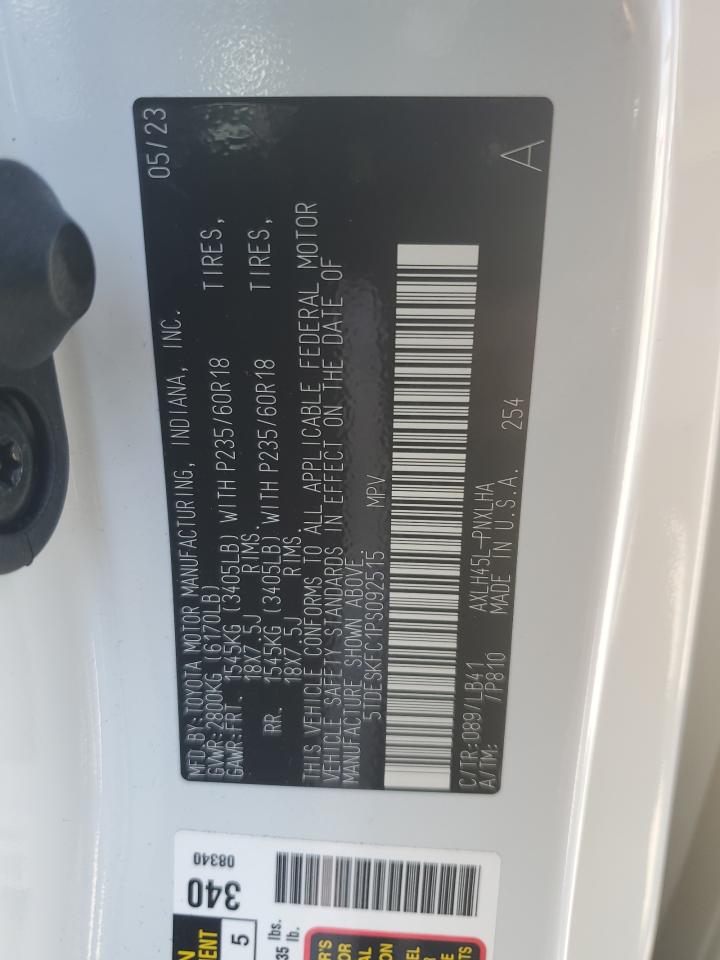 MFD BY:TOYOTA MOTOR MANUFACTURING, INDIANA, INC. 05/23
GVWR:2800KG (6170LB)
GAWR:FRT. 1545KG (3405LB) WITH P235/60R18 TIRES,
18X7.5J RIMS.
RR. 1545KG (3405LB) WITH P235/60R18 TIRES,
18X7.5J RIMS.
THIS VEHICLE CONFORMS TO ALL APPLICABLE FEDERAL MOTOR
VEHICLE SAFETY STANDARDS IN EFFECT ON THE DATE OF
MANUFACTURE SHOWN ABOVE.
5TDESKFC1PS092515 MPV
C/TR:089/LB41 AXLH45L-PNXLHA 254
A/TM: /P810 MADE IN U.S.A.
A
340
08340
5
35 lbs.
lb.